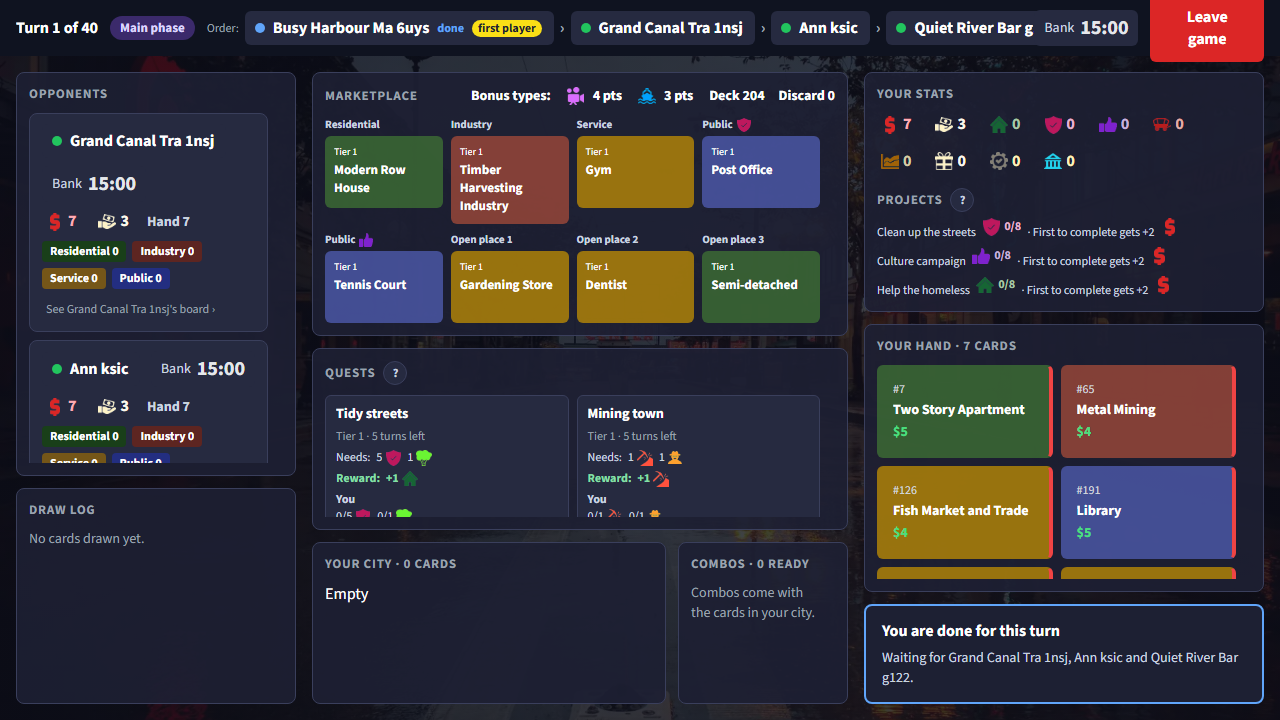 Turn 1 of 40
Main phase
Order:
Busy Harbour Ma 6uys done first player
›
Grand Canal Tra 1nsj
›
Ann ksic
›
Quiet River Bar g
Bank 15:00
Leave
game
OPPONENTS
Grand Canal Tra 1nsj
Bank 15:00
7 3 Hand 7
Residential 0 Industry 0
Service 0 Public 0
See Grand Canal Tra 1nsj's board ›
Ann ksic Bank 15:00
7 3 Hand 7
Residential 0 Industry 0
Service 0 Public 0
DRAW LOG
No cards drawn yet.
MARKETPLACE Bonus types: 4 pts 3 pts Deck 204 Discard 0
Residential Industry Service Public
Tier 1
Modern Row
House
Tier 1
Timber
Harvesting
Industry
Tier 1
Gym
Tier 1
Post Office
Public Open place 1 Open place 2 Open place 3
Tier 1
Tennis Court
Tier 1
Gardening Store
Tier 1
Dentist
Tier 1
Semi-detached
QUESTS ?
Tidy streets
Tier 1 · 5 turns left
Needs: 5 1
Reward: +1
You
0/5 0/1
Mining town
Tier 1 · 5 turns left
Needs: 1 1
Reward: +1
You
0/1 0/1
YOUR CITY · 0 CARDS
Empty
COMBOS · 0 READY
Combos come with
the cards in your city.
YOUR STATS
7 3 0 0 0 0
0 0 0 0
PROJECTS ?
Clean up the streets 0/8 · First to complete gets +2
Culture campaign 0/8 · First to complete gets +2
Help the homeless 0/8 · First to complete gets +2
YOUR HAND · 7 CARDS
#7
Two Story Apartment
$5
#65
Metal Mining
$4
#126
Fish Market and Trade
$4
#191
Library
$5
You are done for this turn
Waiting for Grand Canal Tra 1nsj, Ann ksic and Quiet River Bar
g122.